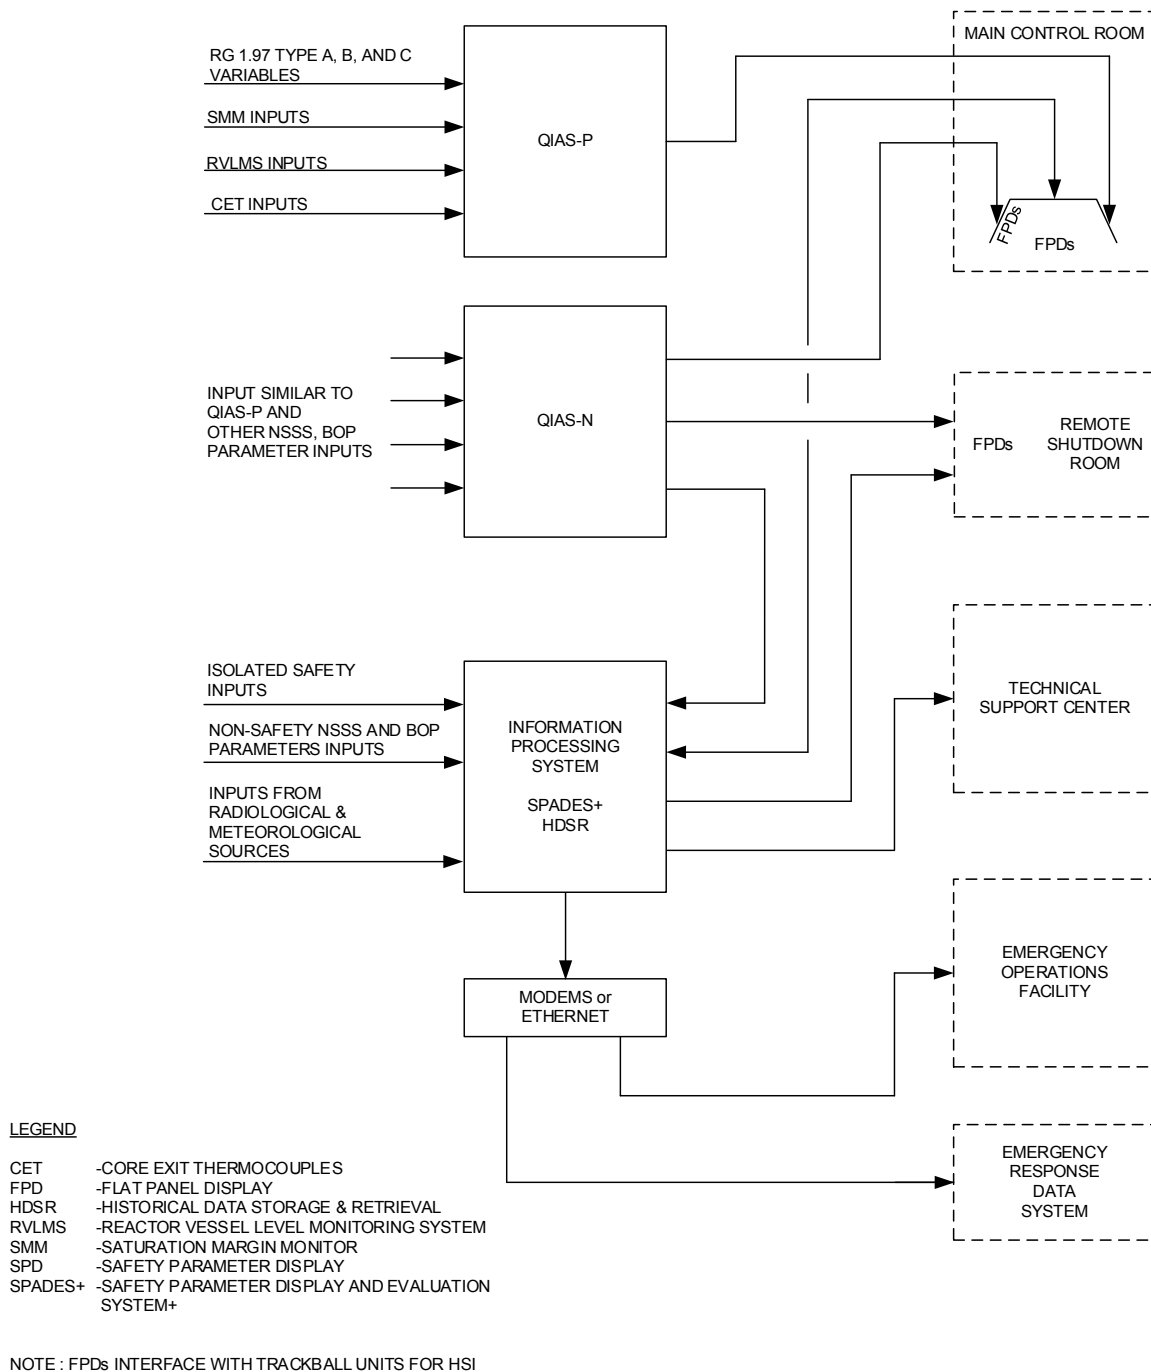 RG 1.97 TYPE A, B, AND C
VARIABLES
SMM INPUTS
RVLMS INPUTS
CET INPUTS
QIAS-P
MAIN CONTROL ROOM
FPDs
FPDs
INPUT SIMILAR TO
QIAS-P AND
OTHER NSSS, BOP
PARAMETER INPUTS
QIAS-N
FPDs
REMOTE
SHUTDOWN
ROOM
ISOLATED SAFETY
INPUTS
NON-SAFETY NSSS AND BOP
PARAMETERS INPUTS
INPUTS FROM
RADIOLOGICAL &
METEOROLOGICAL
SOURCES
INFORMATION
PROCESSING
SYSTEM
SPADES+
HDSR
TECHNICAL
SUPPORT CENTER
MODEMS or
ETHERNET
EMERGENCY
OPERATIONS
FACILITY
EMERGENCY
RESPONSE
DATA
SYSTEM
LEGEND
CET -CORE EXIT THERMOCOUPLES
FPD -FLAT PANEL DISPLAY
HDSR -HISTORICAL DATA STORAGE & RETRIEVAL
RVLMS -REACTOR VESSEL LEVEL MONITORING SYSTEM
SMM -SATURATION MARGIN MONITOR
SPD -SAFETY PARAMETER DISPLAY
SPADES+ -SAFETY PARAMETER DISPLAY AND EVALUATION
SYSTEM+
NOTE : FPDs INTERFACE WITH TRACKBALL UNITS FOR HSI